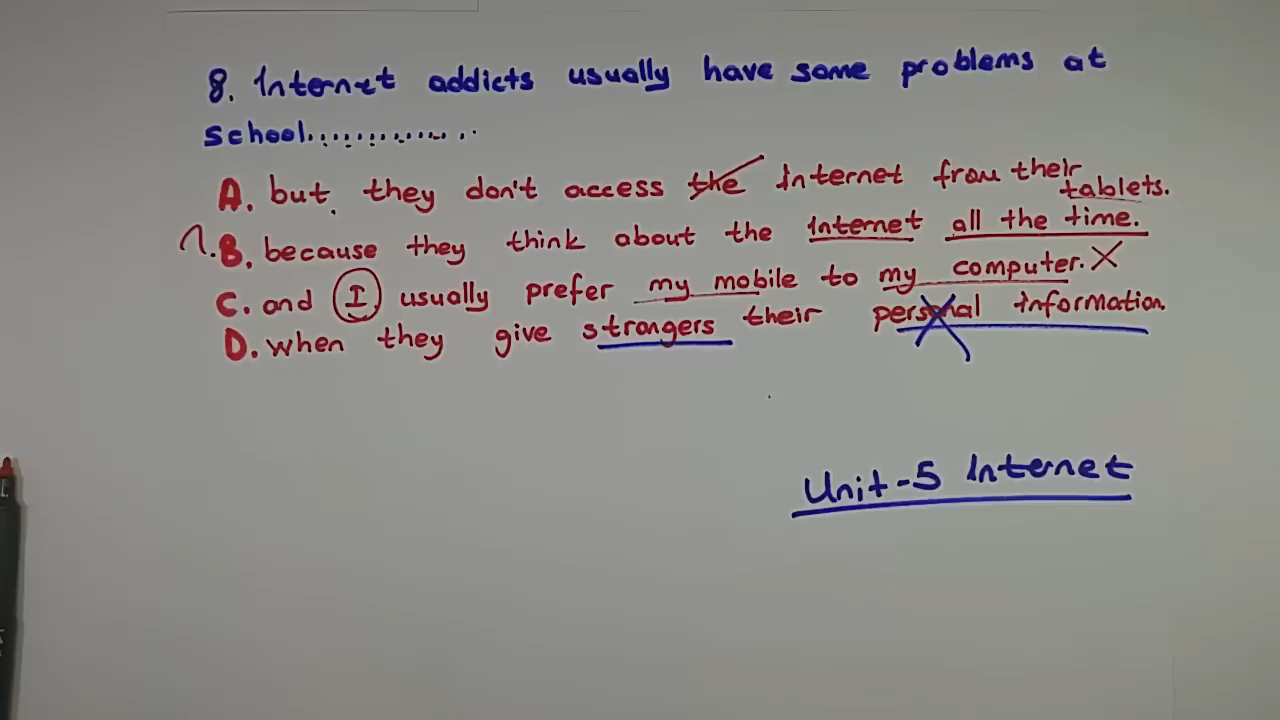 8. Internet addicts usually have some problems at
school..............
A. but they don't access the Internet from their
tablets.
B. because they think about the Internet all the time.
C. and I usually prefer my mobile to my computer. X
D. when they give strangers their personal information.
Unit-5 Internet